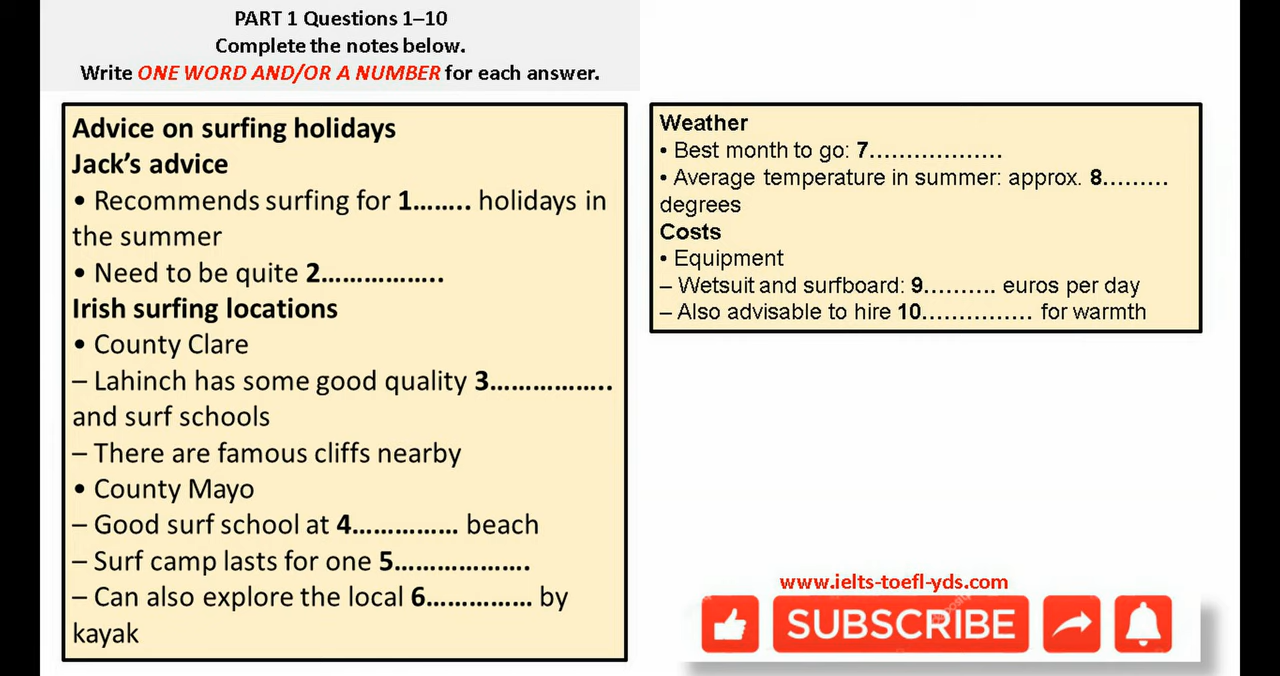 PART 1 Questions 1–10
Complete the notes below.
Write ONE WORD AND/OR A NUMBER for each answer.
Advice on surfing holidays
Jack's advice
• Recommends surfing for 1…….. holidays in
the summer
• Need to be quite 2……………..
Irish surfing locations
• County Clare
– Lahinch has some good quality 3……………..
and surf schools
– There are famous cliffs nearby
• County Mayo
– Good surf school at 4…………… beach
– Surf camp lasts for one 5……………….
– Can also explore the local 6…………… by
kayak
Weather
• Best month to go: 7………………
• Average temperature in summer: approx. 8………
degrees
Costs
• Equipment
– Wetsuit and surfboard: 9………. euros per day
– Also advisable to hire 10…………… for warmth
www.ielts-toefl-yds.com
SUBSCRIBE